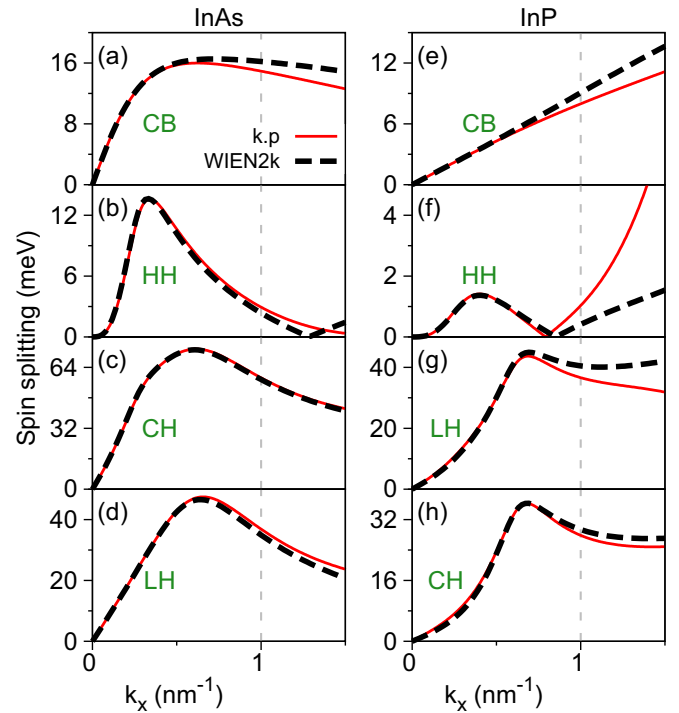 InAs InP
Spin splitting (meV)
(a)
16
8
0
CB
k.p
WIEN2k
(e)
12
6
0
CB
(b)
12
6
0
HH
(f)
4
2
0
HH
(c)
64
32
0
CH
(g)
40
20
0
LH
(d)
40
20
0
LH
(h)
32
16
0
CH
0 1 0 1
kₓ (nm⁻¹) kₓ (nm⁻¹)